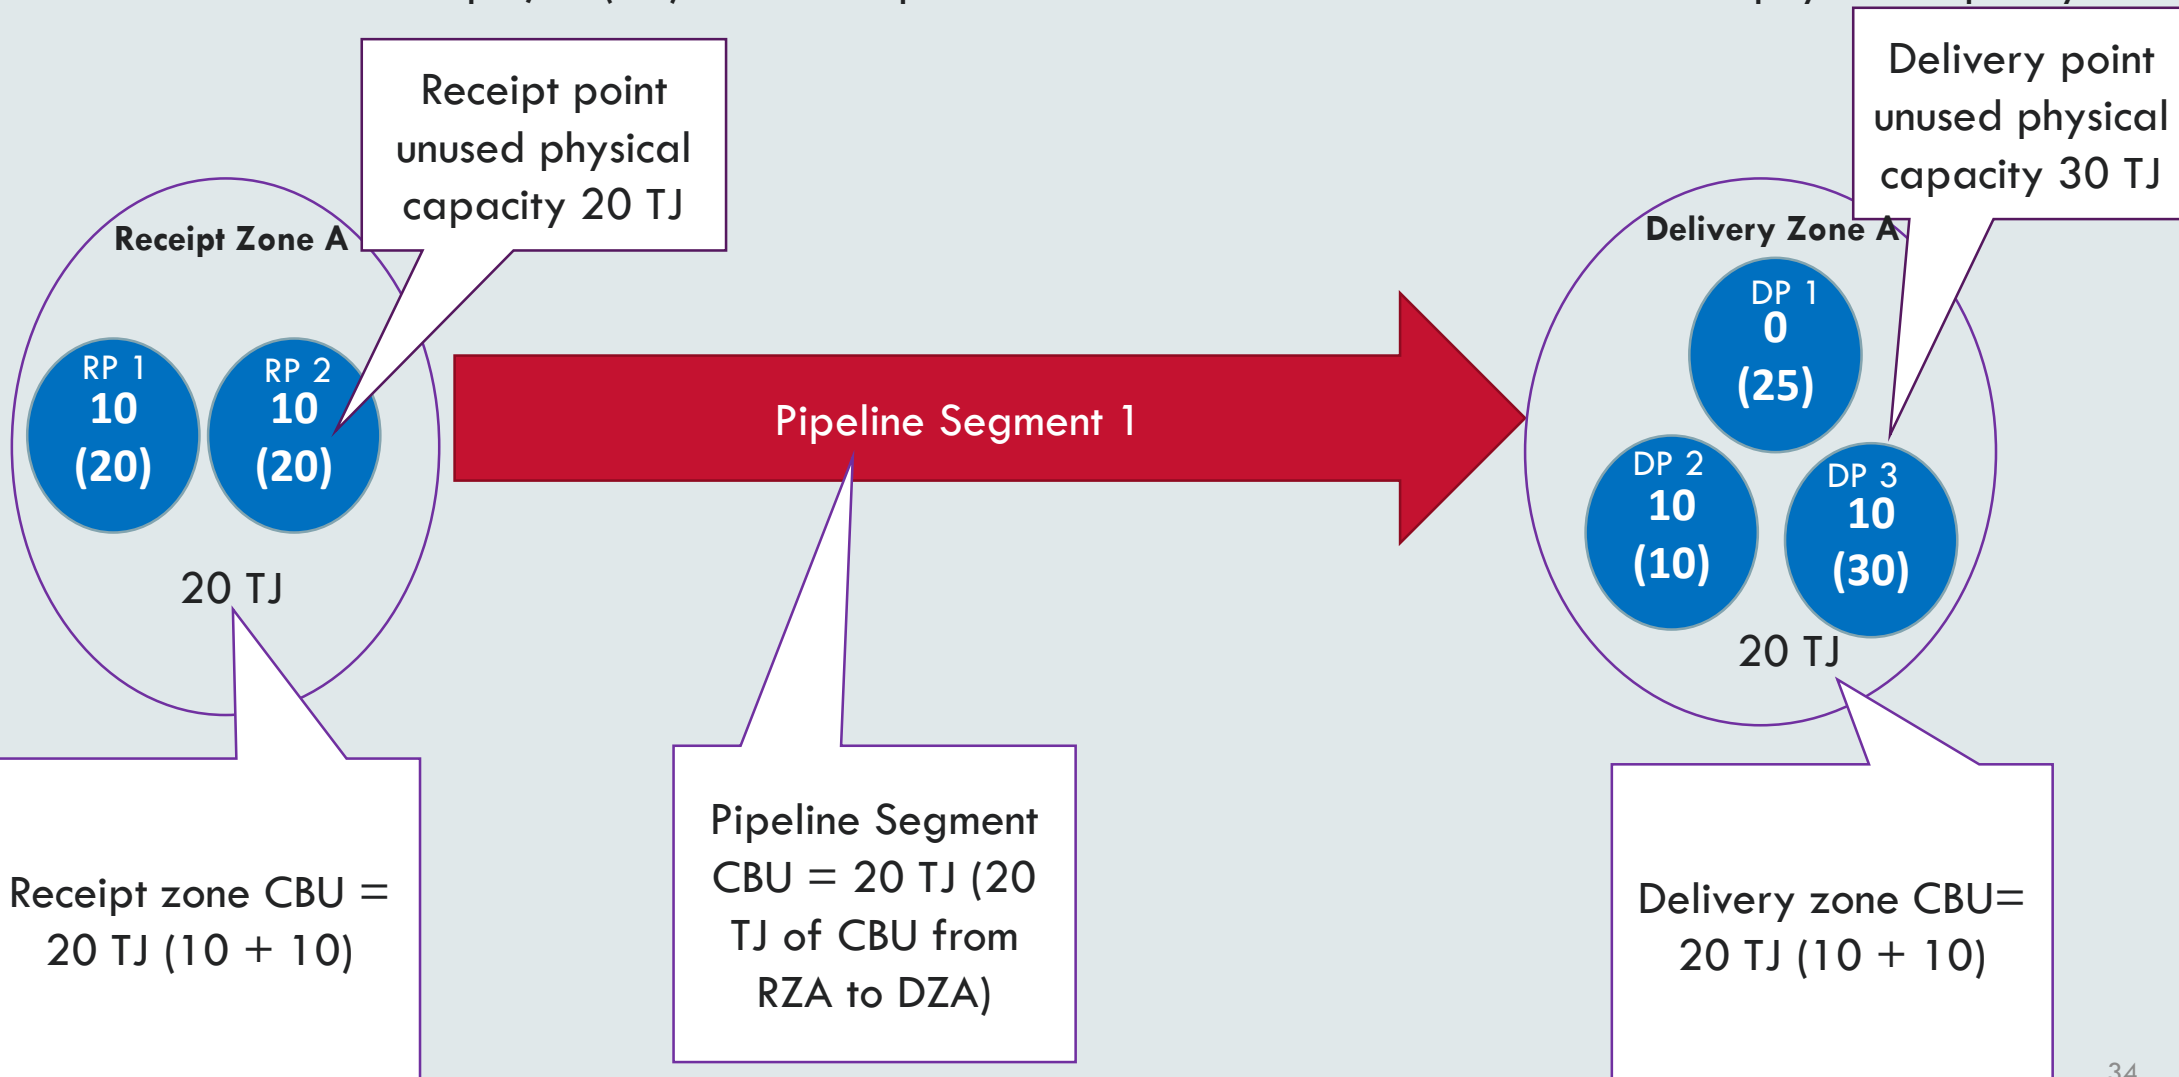 Receipt point
unused physical
capacity 20 TJ
Delivery point
unused physical
capacity 30 TJ
Receipt Zone A
RP 1
10
(20)
RP 2
10
(20)
20 TJ
Pipeline Segment 1
Delivery Zone A
DP 1
0
(25)
DP 2
10
(10)
DP 3
10
(30)
20 TJ
Receipt zone CBU =
20 TJ (10 + 10)
Pipeline Segment
CBU = 20 TJ (20
TJ of CBU from
RZA to DZA)
Delivery zone CBU=
20 TJ (10 + 10)
34